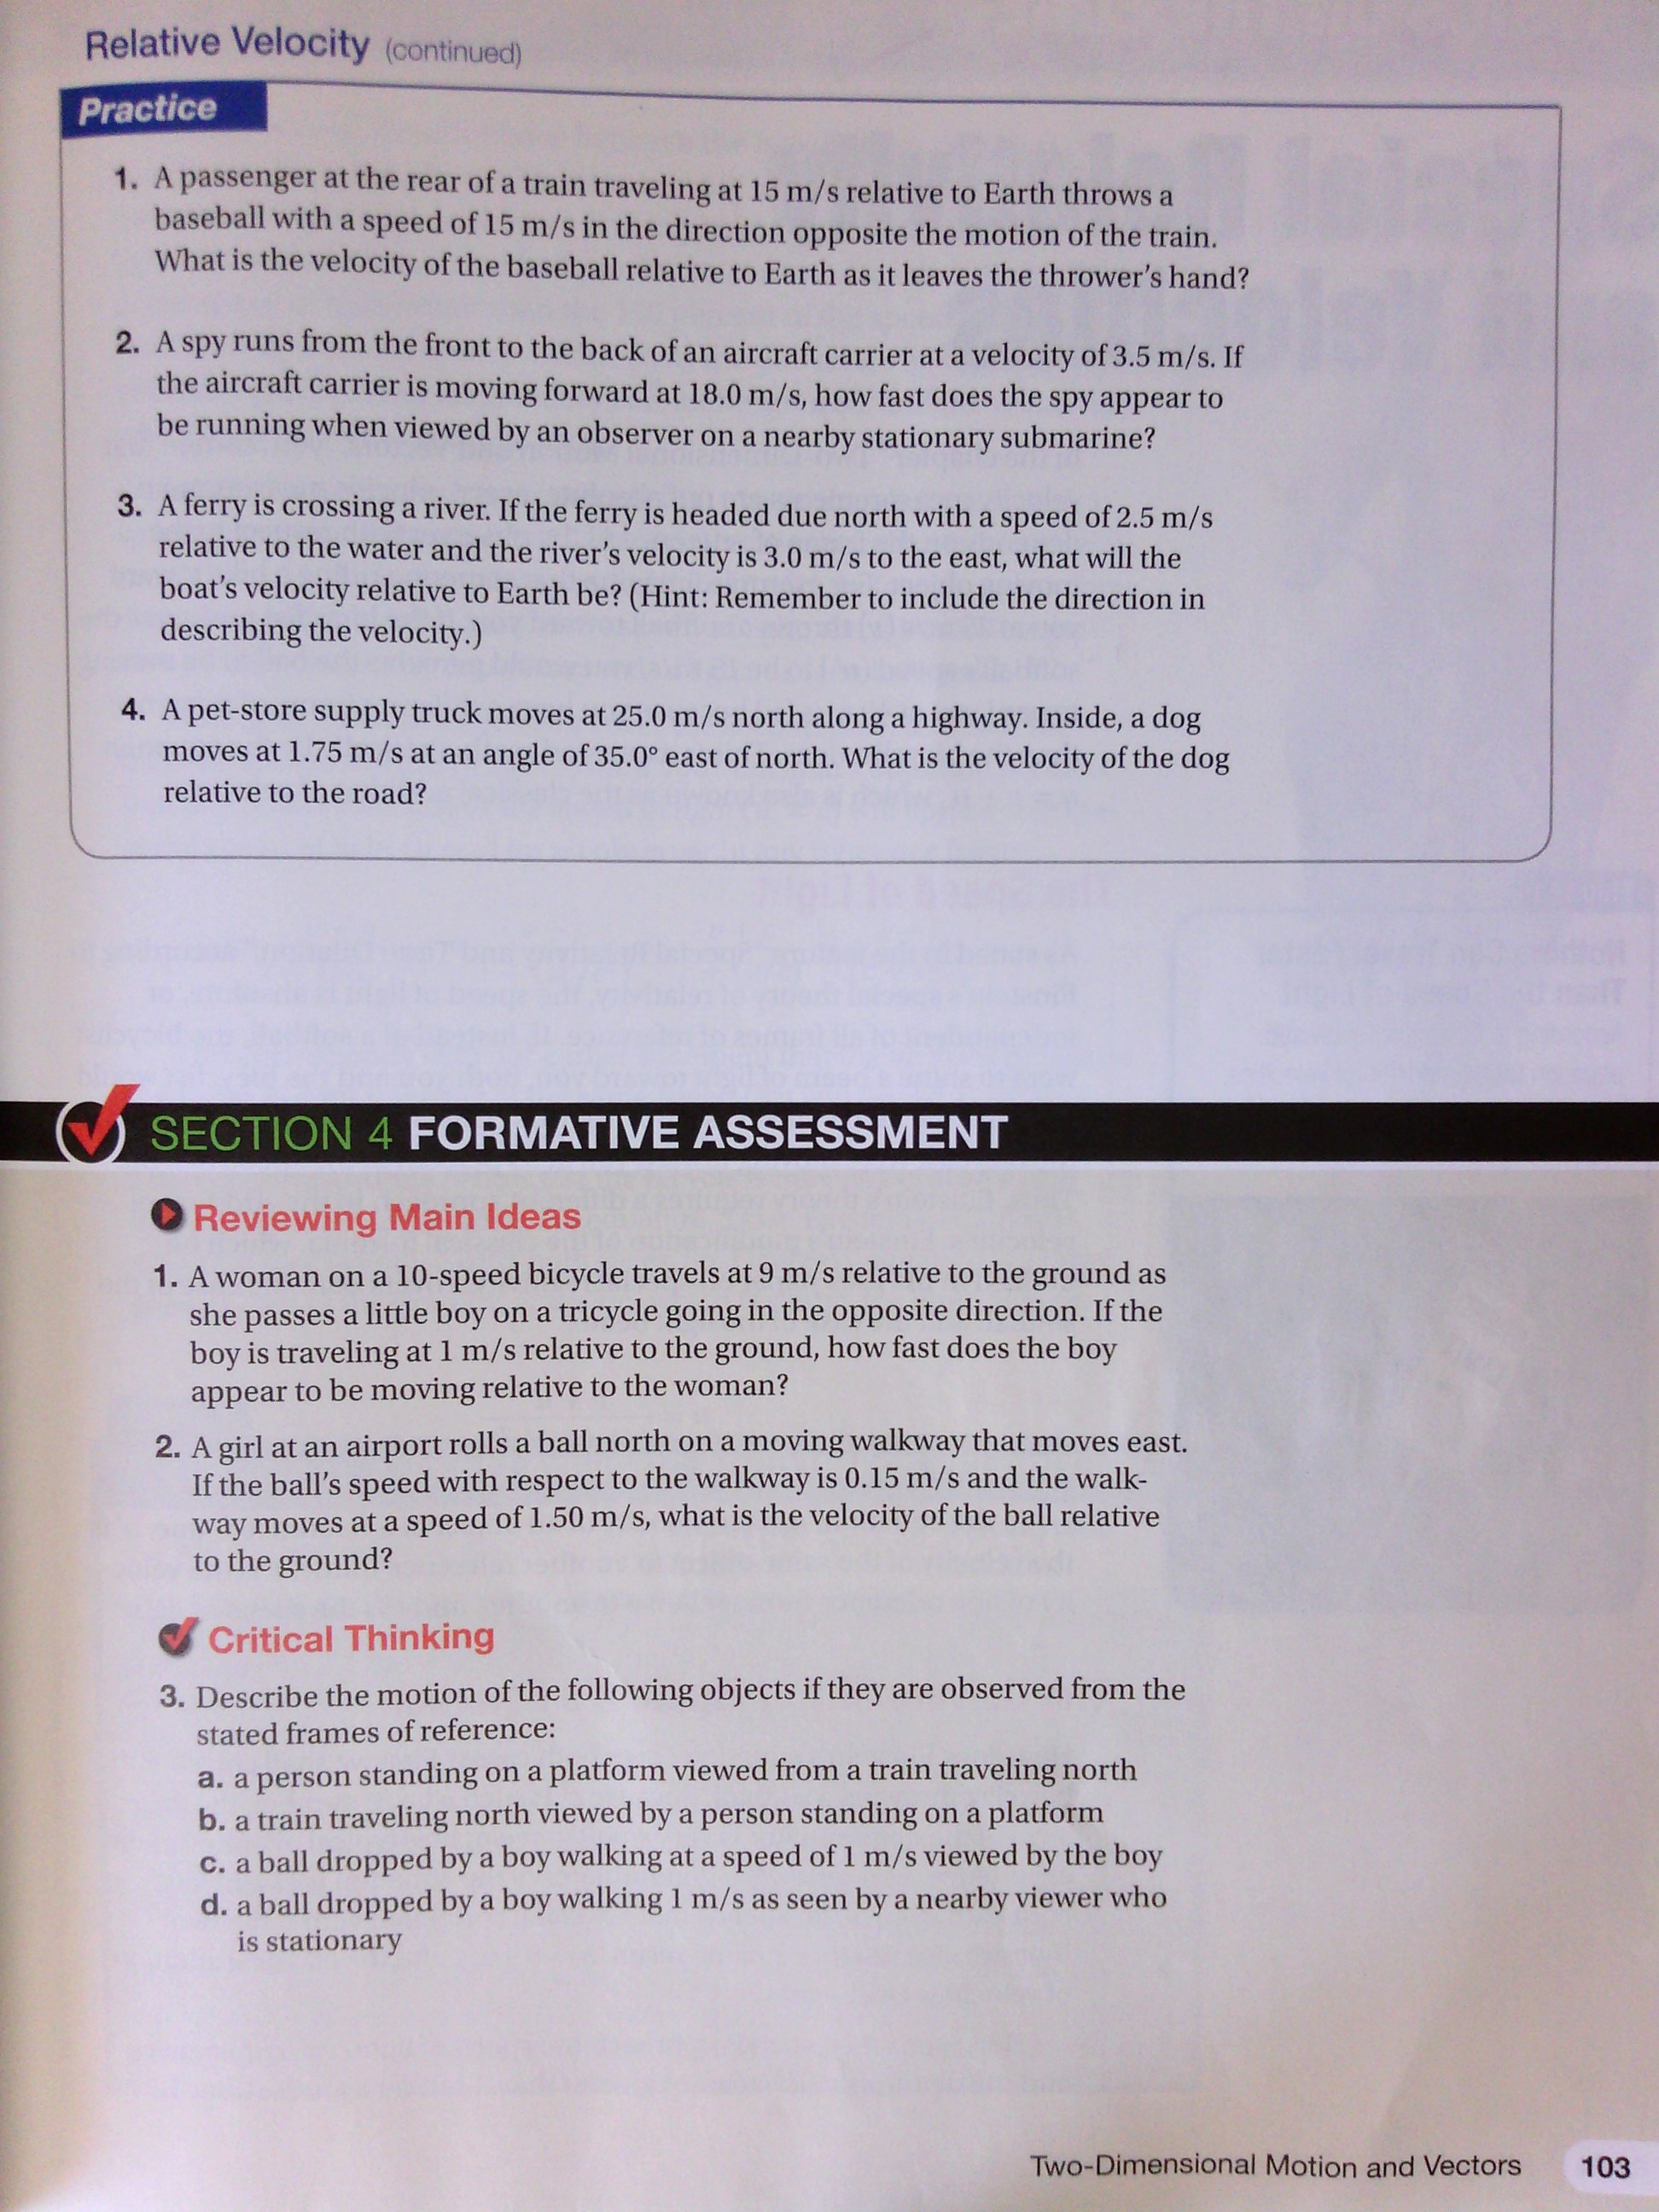 Relative Velocity (continued)
Practice
1. A passenger at the rear of a train traveling at 15 m/s relative to Earth throws a
baseball with a speed of 15 m/s in the direction opposite the motion of the train.
What is the velocity of the baseball relative to Earth as it leaves the thrower's hand?
2. A spy runs from the front to the back of an aircraft carrier at a velocity of 3.5 m/s. If
the aircraft carrier is moving forward at 18.0 m/s, how fast does the spy appear to
be running when viewed by an observer on a nearby stationary submarine?
3. A ferry is crossing a river. If the ferry is headed due north with a speed of 2.5 m/s
relative to the water and the river's velocity is 3.0 m/s to the east, what will the
boat's velocity relative to Earth be? (Hint: Remember to include the direction in
describing the velocity.)
4. A pet-store supply truck moves at 25.0 m/s north along a highway. Inside, a dog
moves at 1.75 m/s at an angle of 35.0° east of north. What is the velocity of the dog
relative to the road?
SECTION 4 FORMATIVE ASSESSMENT
Reviewing Main Ideas
1. A woman on a 10-speed bicycle travels at 9 m/s relative to the ground as
she passes a little boy on a tricycle going in the opposite direction. If the
boy is traveling at 1 m/s relative to the ground, how fast does the boy
appear to be moving relative to the woman?
2. A girl at an airport rolls a ball north on a moving walkway that moves east.
If the ball's speed with respect to the walkway is 0.15 m/s and the walk-
way moves at a speed of 1.50 m/s, what is the velocity of the ball relative
to the ground?
Critical Thinking
3. Describe the motion of the following objects if they are observed from the
stated frames of reference:
a. a person standing on a platform viewed from a train traveling north
b. a train traveling north viewed by a person standing on a platform
c. a ball dropped by a boy walking at a speed of 1 m/s viewed by the boy
d. a ball dropped by a boy walking 1 m/s as seen by a nearby viewer who
is stationary
Two-Dimensional Motion and Vectors 103